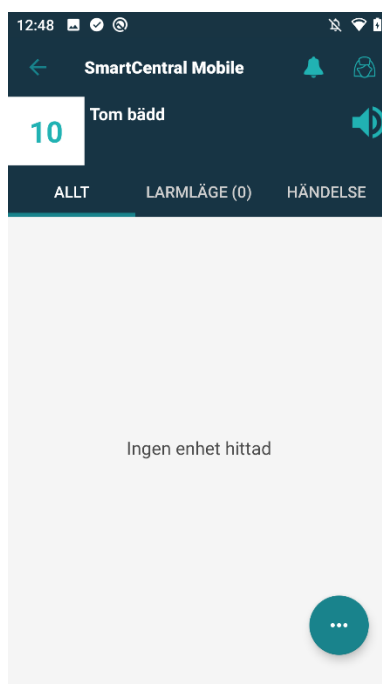 12:48
SmartCentral Mobile
10
Tom bädd
ALLT
LARMLÄGE (0)
HÄNDELSE
Ingen enhet hittad